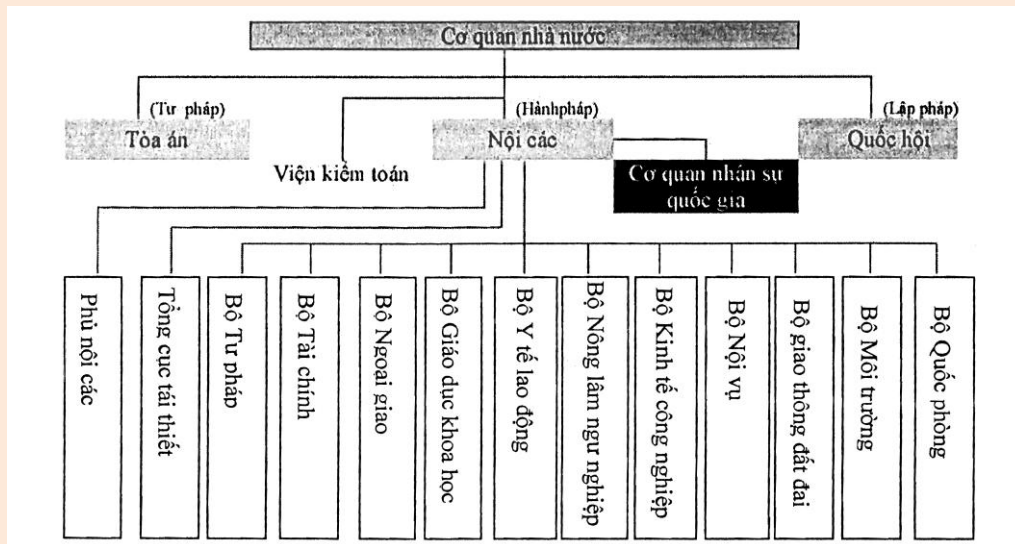 Cơ quan nhà nước
(Tư pháp)
Tòa án
(Hànhpháp)
Nội các
(Lập pháp)
Quốc hội
Viện kiểm toán
Cơ quan nhân sự
quốc gia
Phủ nội các
Tổng cục tái thiết
Bộ Tư pháp
Bộ Tài chính
Bộ Ngoại giao
Bộ Giáo dục khoa học
Bộ Y tế lao động
Bộ Nông lâm ngư nghiệp
Bộ Kinh tế công nghiệp
Bộ Nội vụ
Bộ giao thông đất đai
Bộ Môi trường
Bộ Quốc phòng